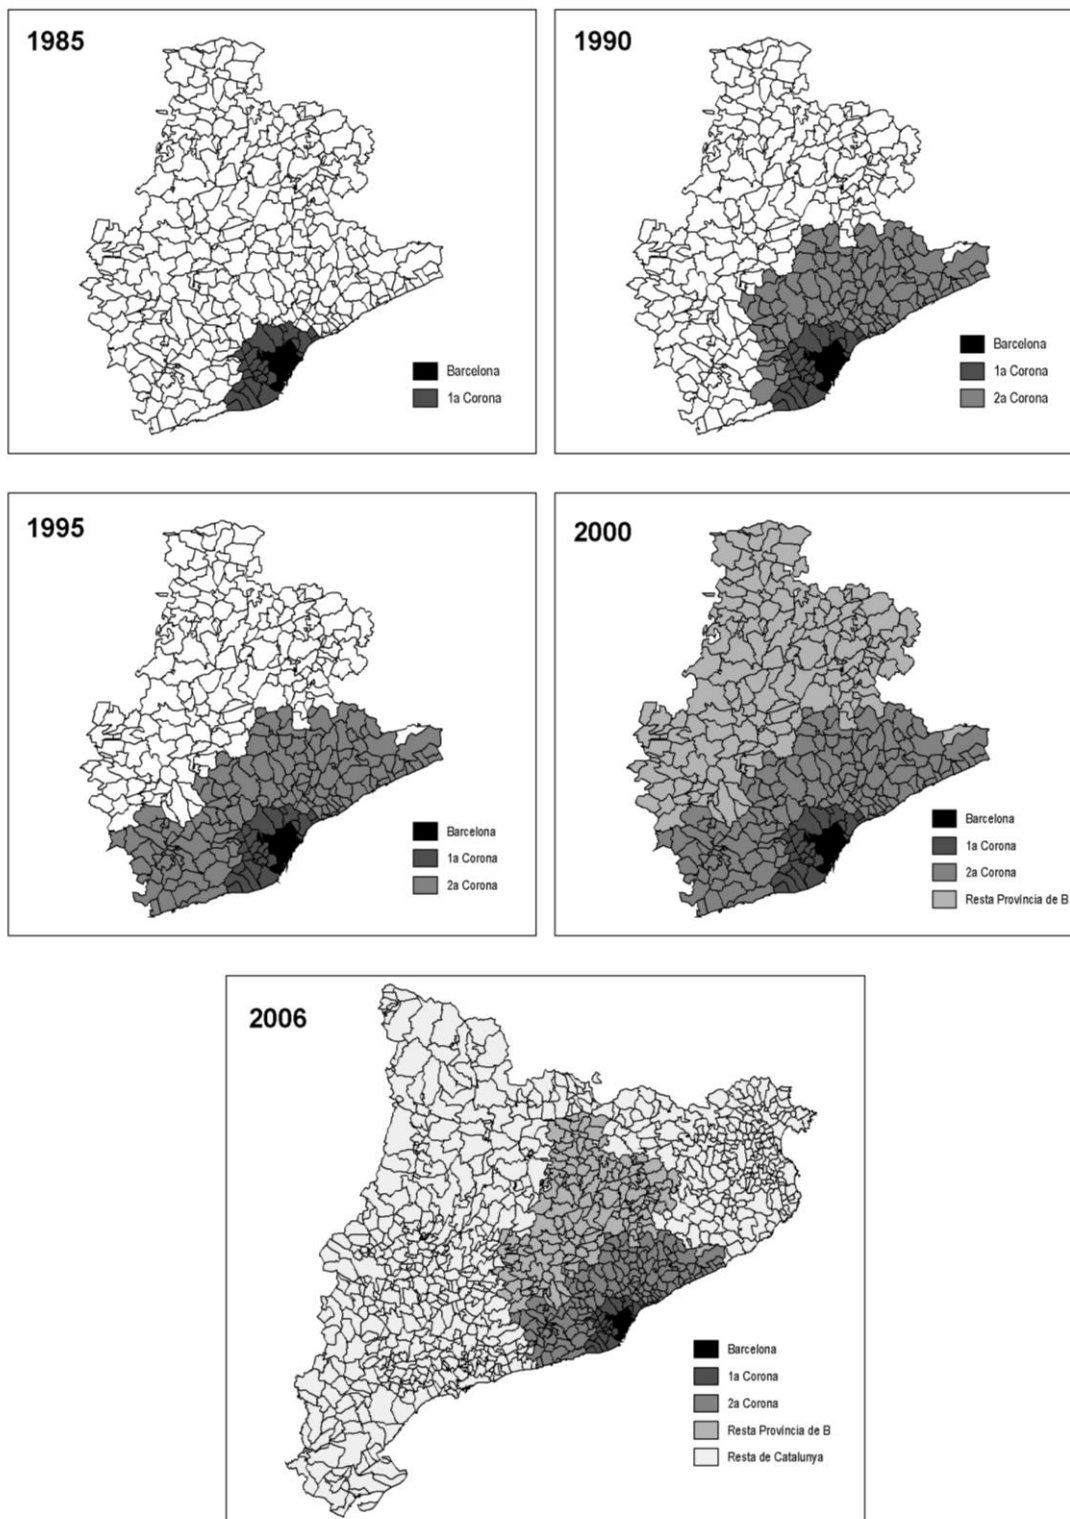 1985
Barcelona
1a Corona
1990
Barcelona
1a Corona
2a Corona
1995
Barcelona
1a Corona
2a Corona
2000
Barcelona
1a Corona
2a Corona
Resta Província de B
2006
Barcelona
1a Corona
2a Corona
Resta Província de B
Resta de Catalunya